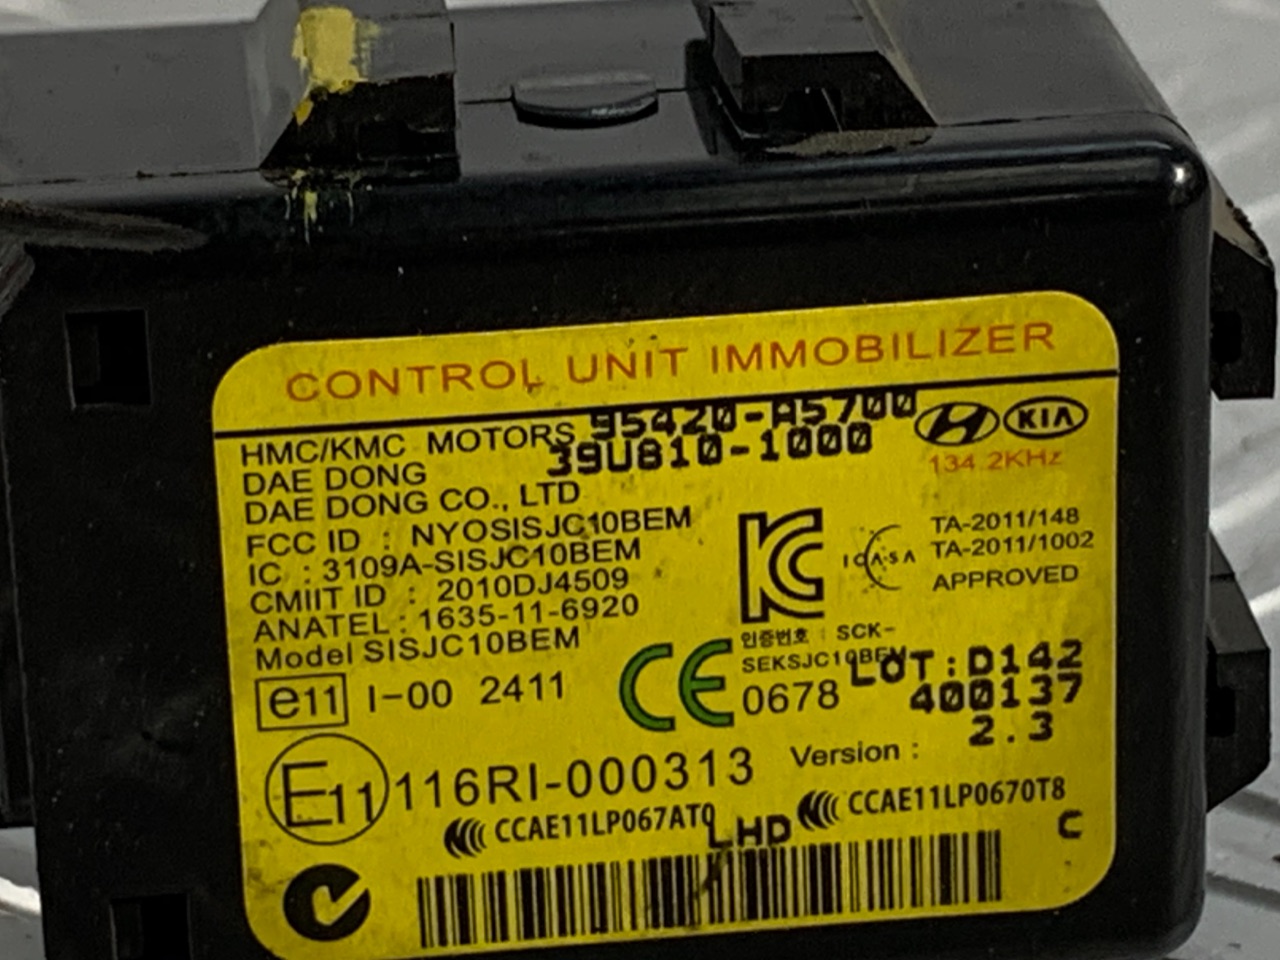 CONTROL UNIT IMMOBILIZER
HMC/KMC MOTORS 95420-A5700
DAE DONG 39U810-1000
KIA
134.2KHz
DAE DONG CO., LTD
FCC ID : NYOSISJC10BEM
IC : 3109A-SISJC10BEM
CMIIT ID : 2010DJ4509
ANATEL : 1635-11-6920
Model SISJC10BEM
ICASA
TA-2011/148
TA-2011/1002
APPROVED
인증번호 : SCK-
SEKSJC10BEM
LOT:D142
400137
2.3
e11 I-00 2411
CE 0678
Version :
E11 116RI-000313
CCAE11LP067AT0
CCAE11LP0670T8
LHD
C